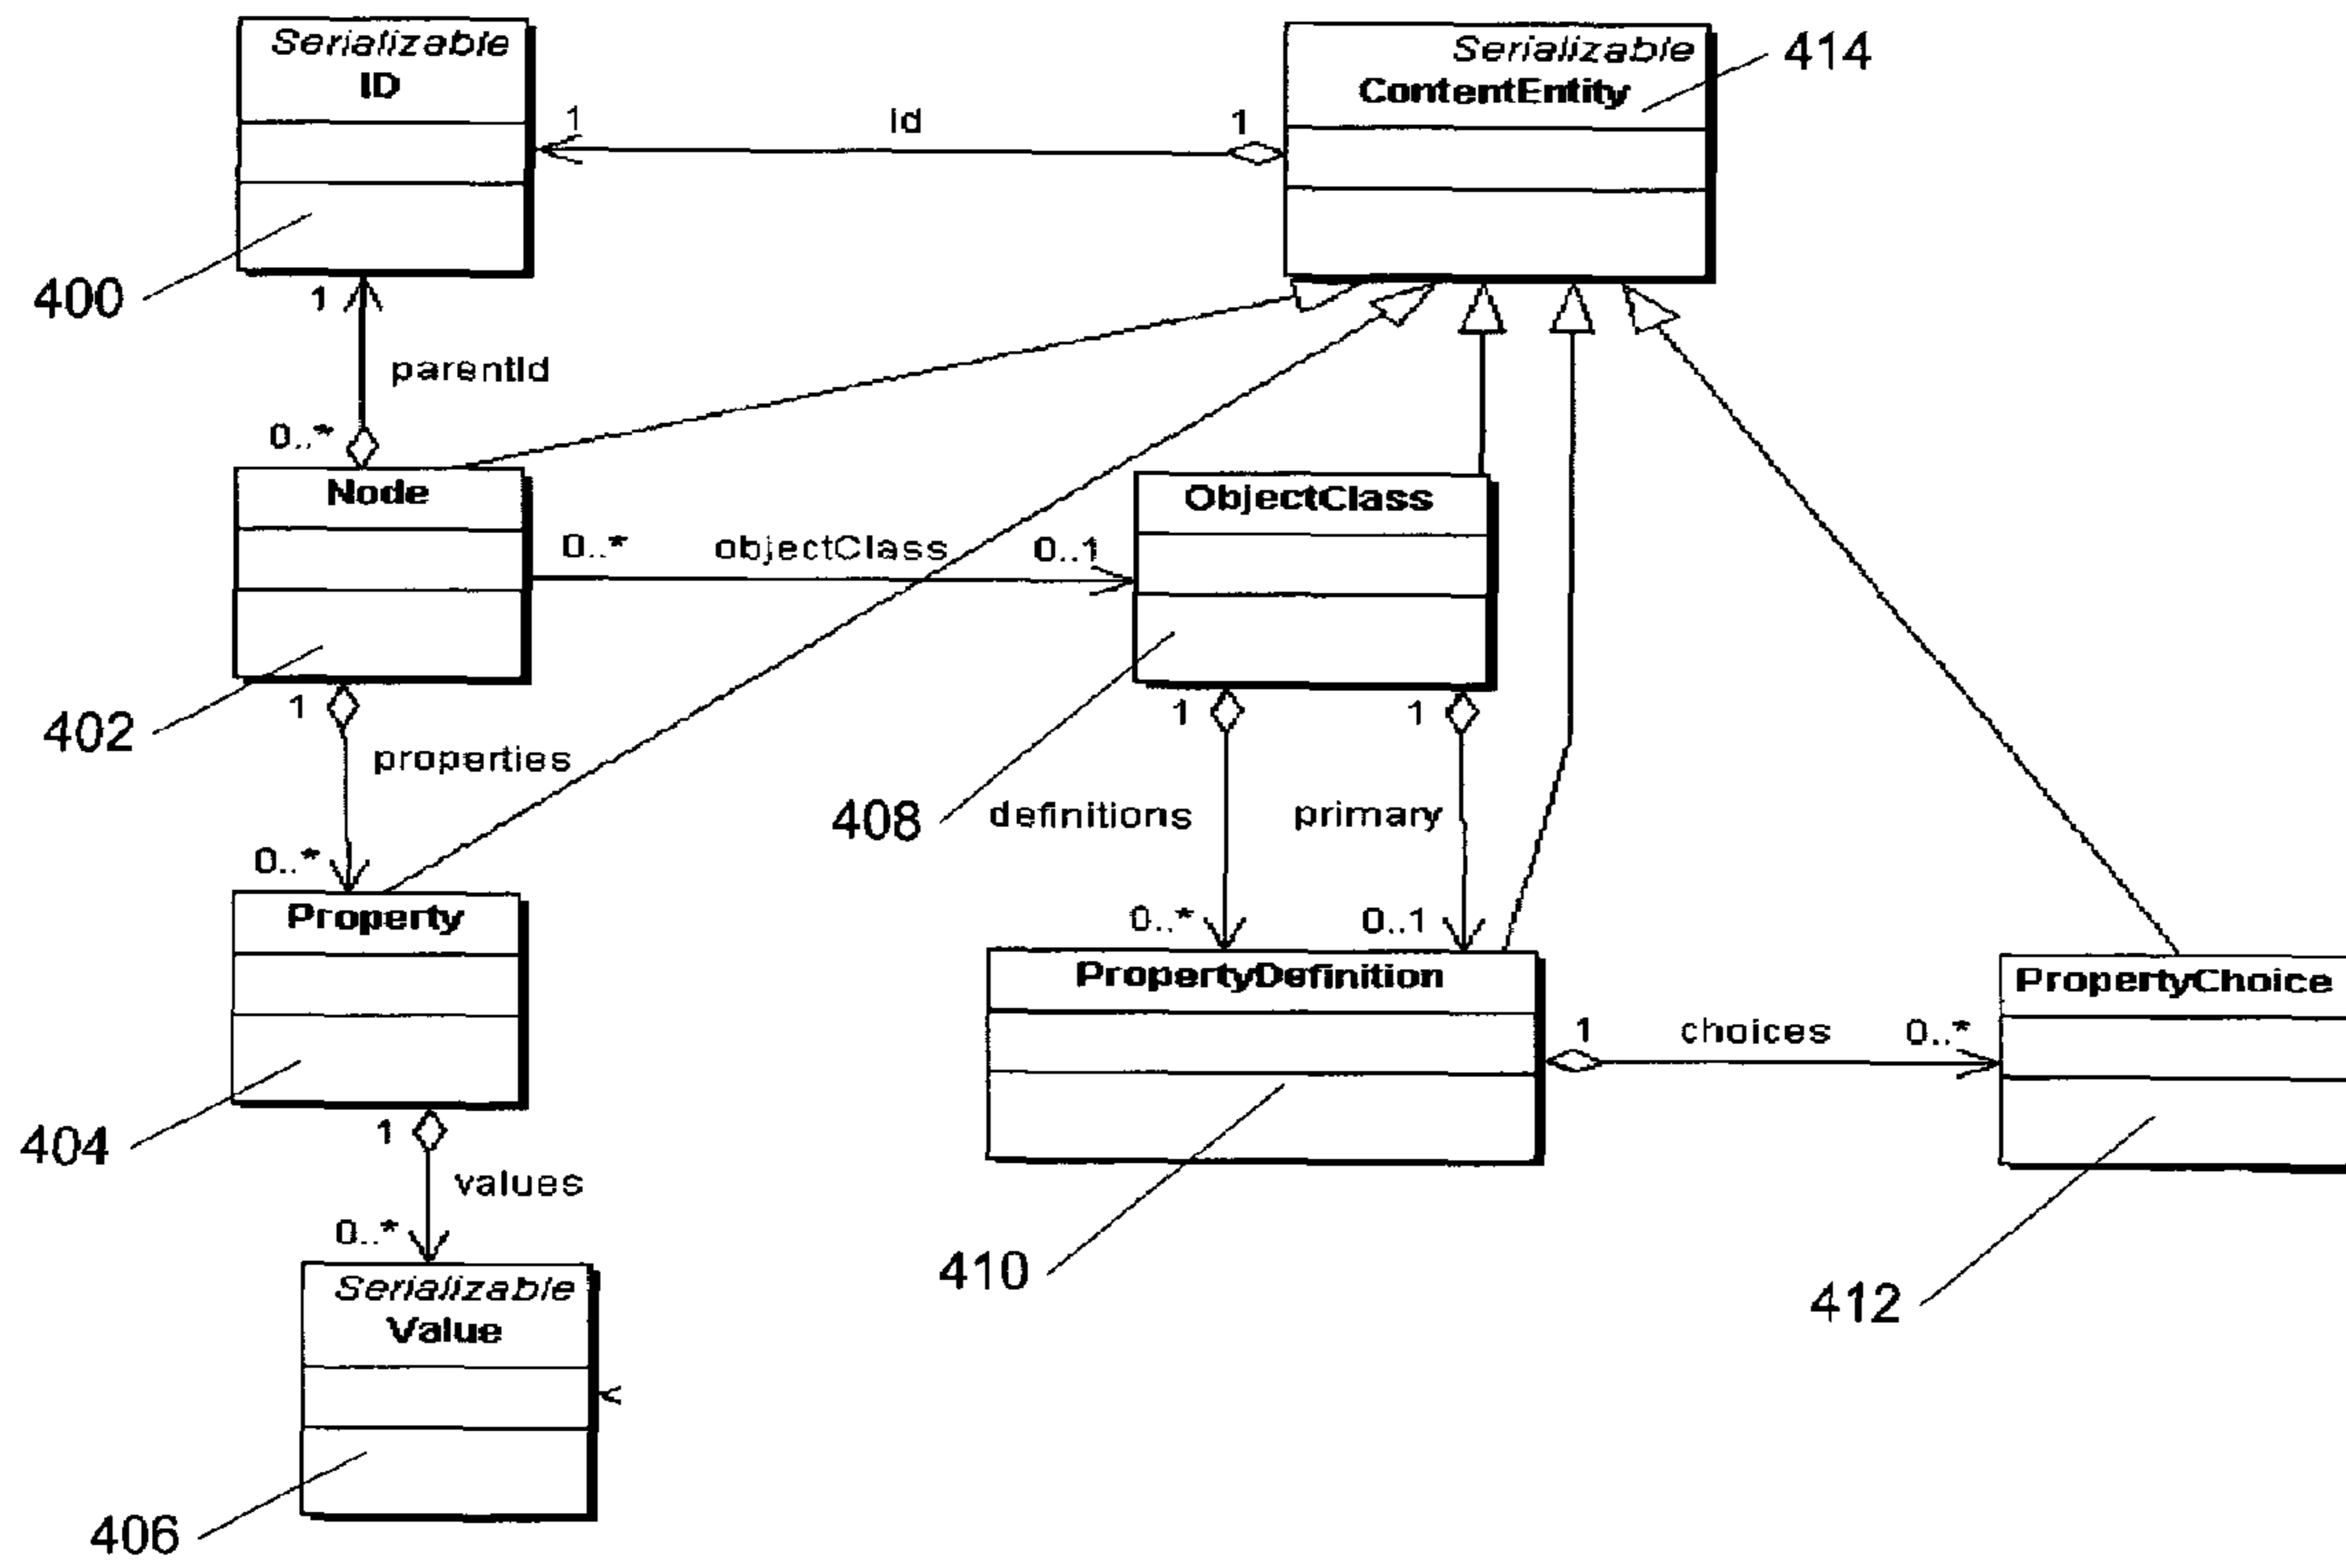 Serializable
ID
Serializable
ContentEntity
414
1
id
1
400
1
parentId
0..*
Node
ObjectClass
0..*
objectClass
0..1
402
1
properties
1
1
408
definitions
primary
0..*
0..*
0..1
Property
PropertyDefinition
PropertyChoice
1
choices
0..*
404
1
values
0..*
410
412
Serializable
Value
406